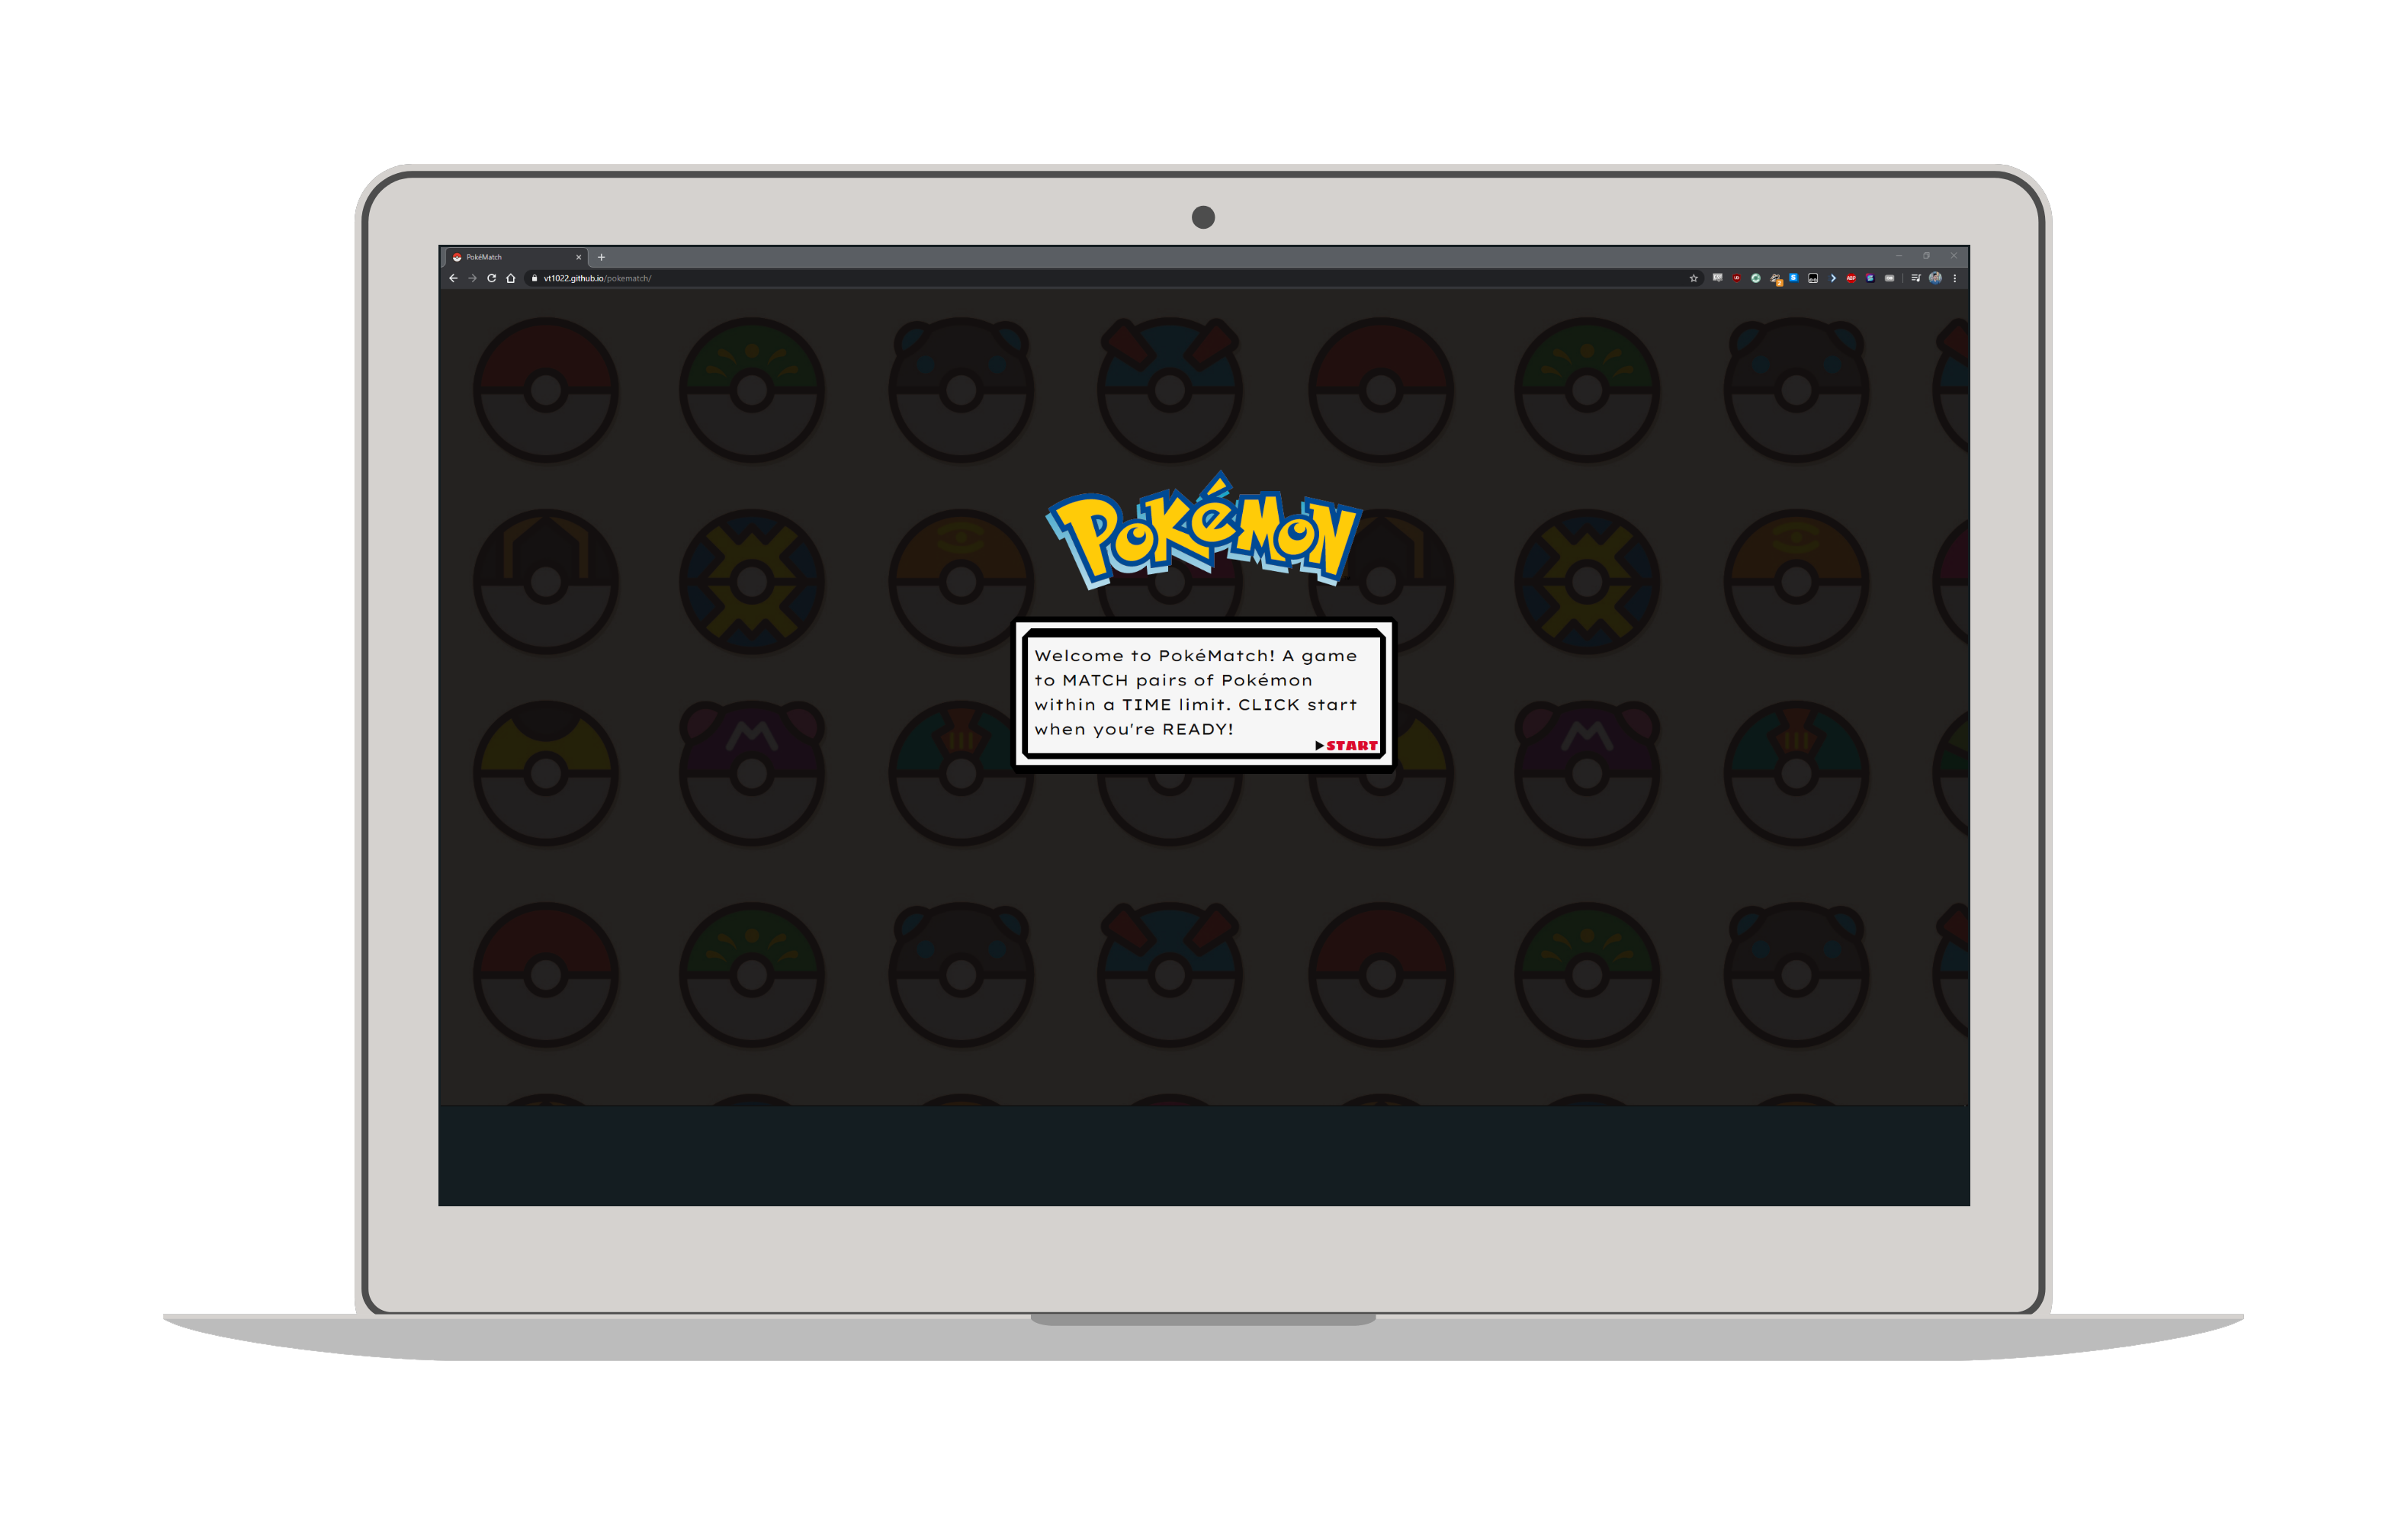 PokéMatch
vt1022.github.io/pokematch/
POKéMON
Welcome to PokéMatch! A game
to MATCH pairs of Pokémon
within a TIME limit. CLICK start
when you're READY!
START